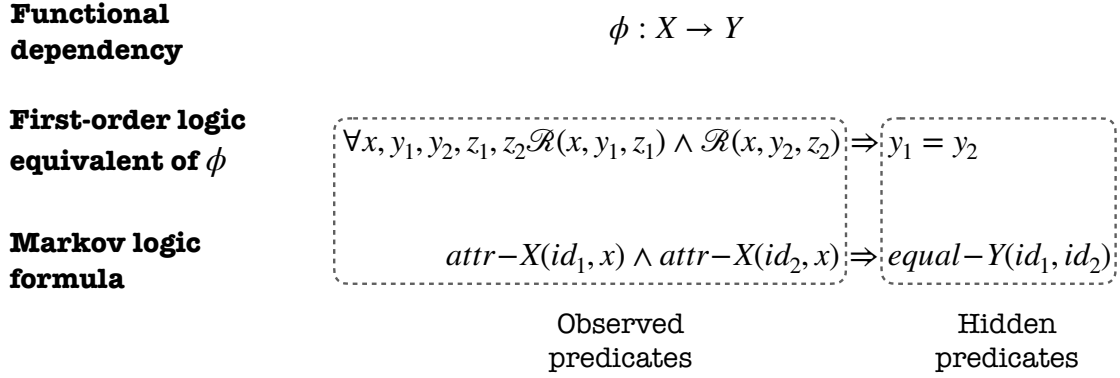 Functional
dependency
ϕ : X → Y
First-order logic
equivalent of ϕ
∀x, y₁, y₂, z₁, z₂ℛ(x, y₁, z₁) ∧ ℛ(x, y₂, z₂) ⇒ y₁ = y₂
Markov logic
formula
attr−X(id₁, x) ∧ attr−X(id₂, x) ⇒ equal−Y(id₁, id₂)
Observed
predicates
Hidden
predicates